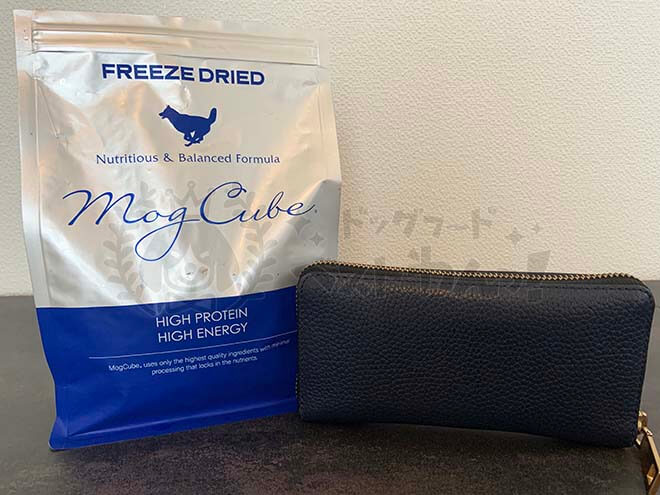 FREEZE DRIED
Nutritious & Balanced Formula
MogCube®
ドッグフード
HIGH PROTEIN
HIGH ENERGY
MogCube® uses only the highest quality ingredients with minimal
processing that locks in the nutrients.